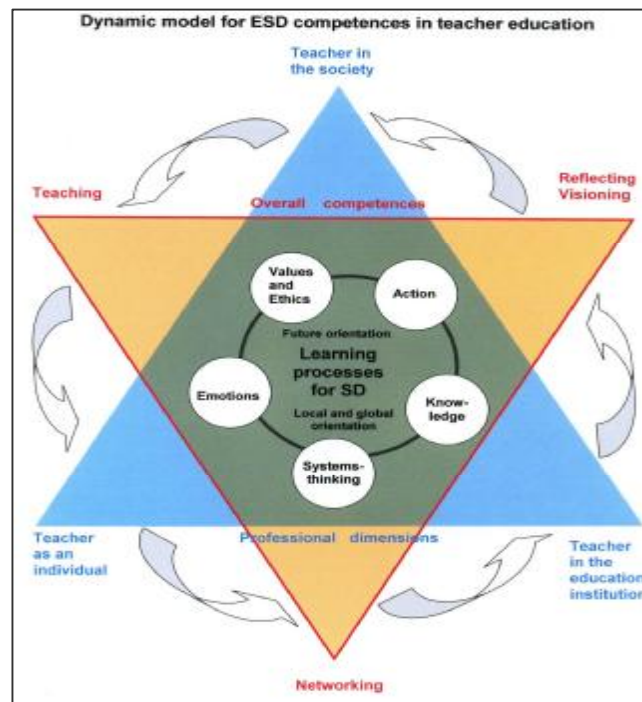 Dynamic model for ESD competences in teacher education
Teacher in
the society
Teaching
Reflecting
Visioning
Overall competences
Values
and
Ethics
Action
Future orientation
Learning
processes
for SD
Emotions
Know-
ledge
Local and global
orientation
Systems-
thinking
Teacher
as an
individual
Professional dimensions
Teacher
in the
education
institution
Networking